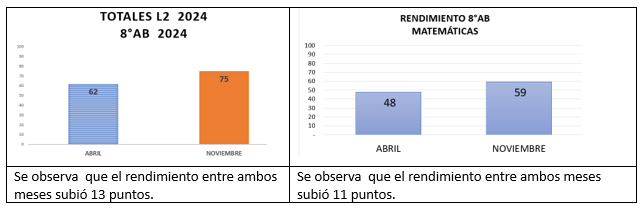 TOTALES L2 2024
8°AB 2024
100
90
80
70
60
50
40
30
20
10
0
62
75
ABRIL
NOVIEMBRE
Se observa que el rendimiento entre ambos
meses subió 13 puntos.
RENDIMIENTO 8°AB
MATEMÁTICAS
100
90
80
70
60
50
40
30
20
10
-
48
59
ABRIL
NOVIEMBRE
Se observa que el rendimiento entre ambos meses
subió 11 puntos.